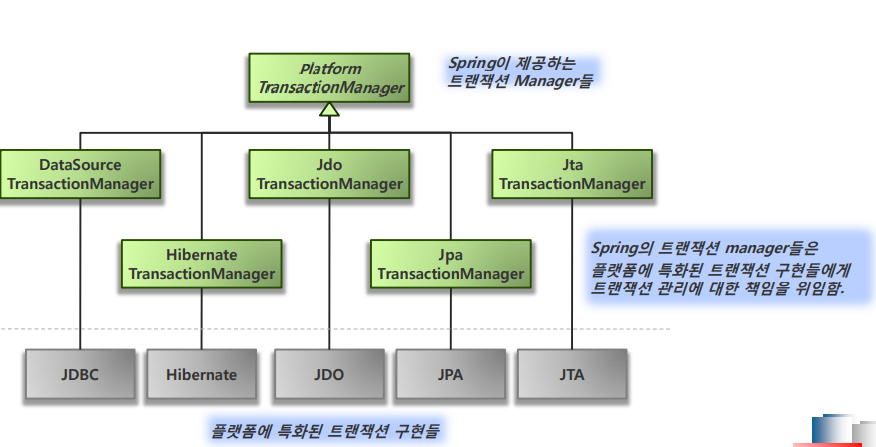 Platform
TransactionManager
Spring이 제공하는
트랜잭션 Manager들
DataSource
TransactionManager
Jdo
TransactionManager
Jta
TransactionManager
Hibernate
TransactionManager
Jpa
TransactionManager
Spring의 트랜잭션 manager들은
플랫폼에 특화된 트랜잭션 구현들에게
트랜잭션 관리에 대한 책임을 위임함.
JDBC
Hibernate
JDO
JPA
JTA
플랫폼에 특화된 트랜잭션 구현들